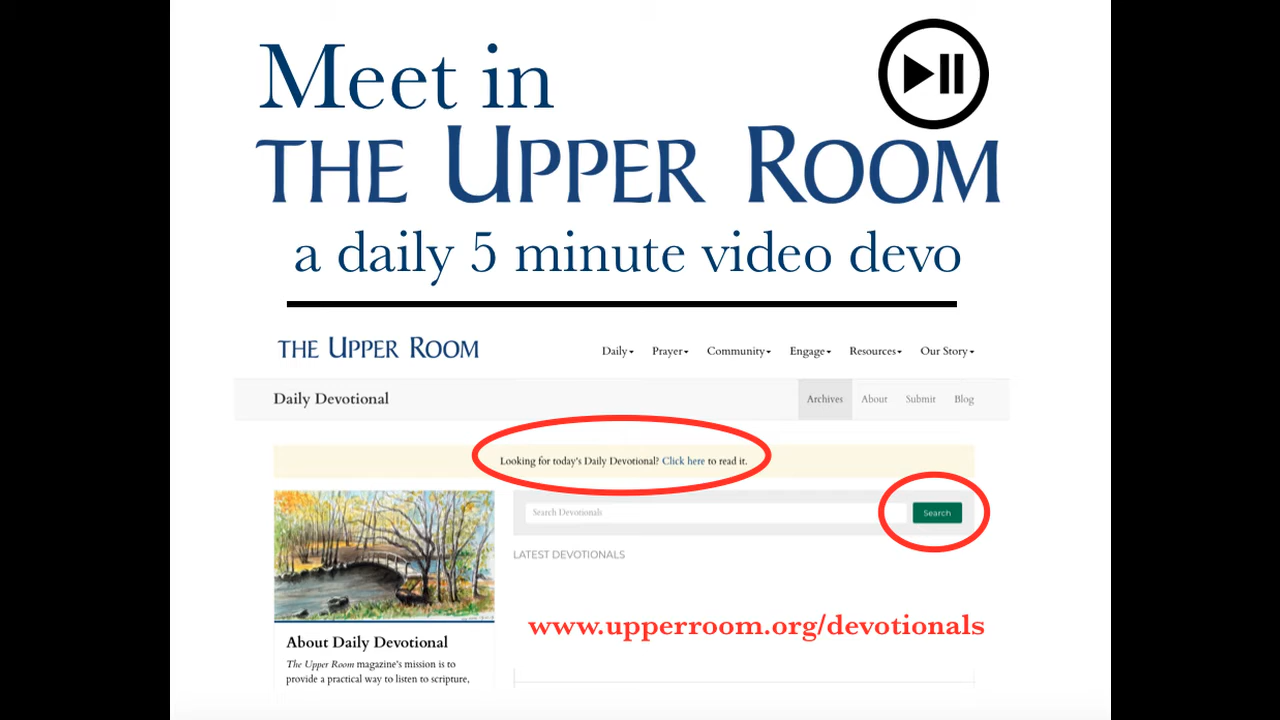 Meet in
THE UPPER ROOM
a daily 5 minute video devo
THE UPPER ROOM
Daily Prayer Community Engage Resources Our Story
Daily Devotional
Archives About Submit Blog
Looking for today's Daily Devotional? Click here to read it.
Search Devotionals
Search
LATEST DEVOTIONALS
www.upperroom.org/devotionals
About Daily Devotional
The Upper Room magazine's mission is to
provide a practical way to listen to scripture,